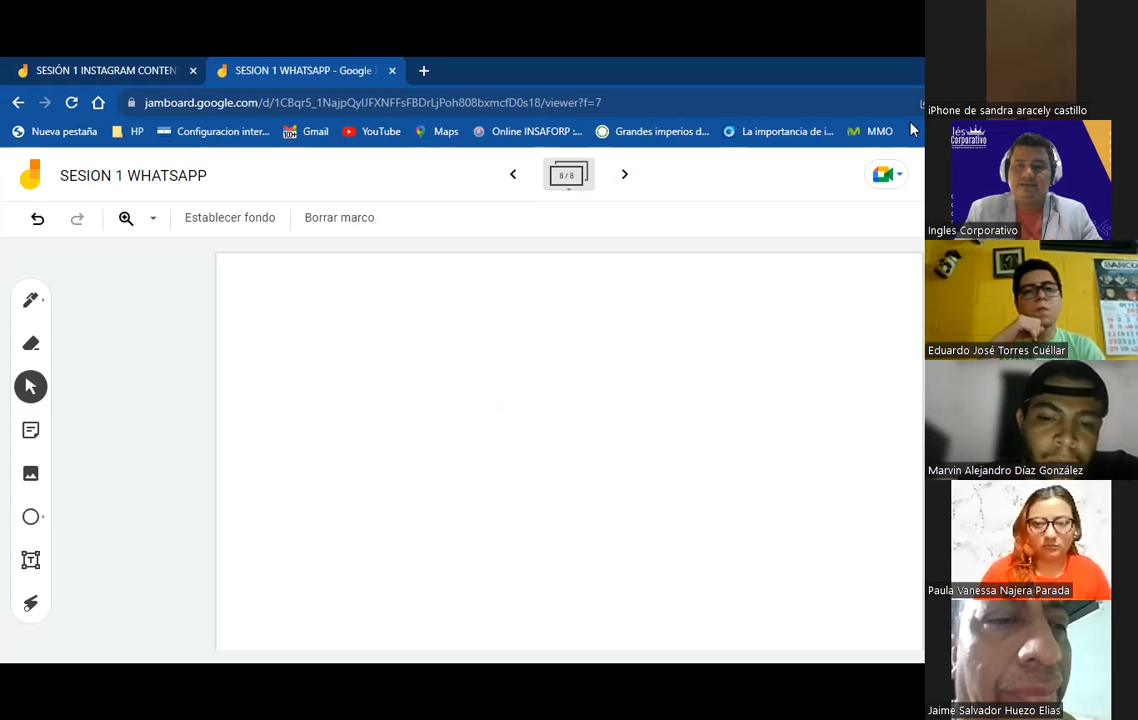 SESIÓN 1 INSTAGRAM CONTEN
SESION 1 WHATSAPP - Google
jamboard.google.com/d/1CBqr5_1NajpQyIJFXNFFsFBDrLjPoh808bxmcfD0s18/viewer?f=7
Nueva pestaña
HP
Configuracion inter...
Gmail
YouTube
Maps
Online INSAFORP :...
Grandes imperios d...
La importancia de i...
MMO
SESION 1 WHATSAPP
8 / 8
Establecer fondo
Borrar marco
iPhone de sandra aracely castillo
lés
Corporativo
Ingles Corporativo
Eduardo José Torres Cuéllar
Marvin Alejandro Díaz González
Paula Vanessa Najera Parada
Jaime Salvador Huezo Elias